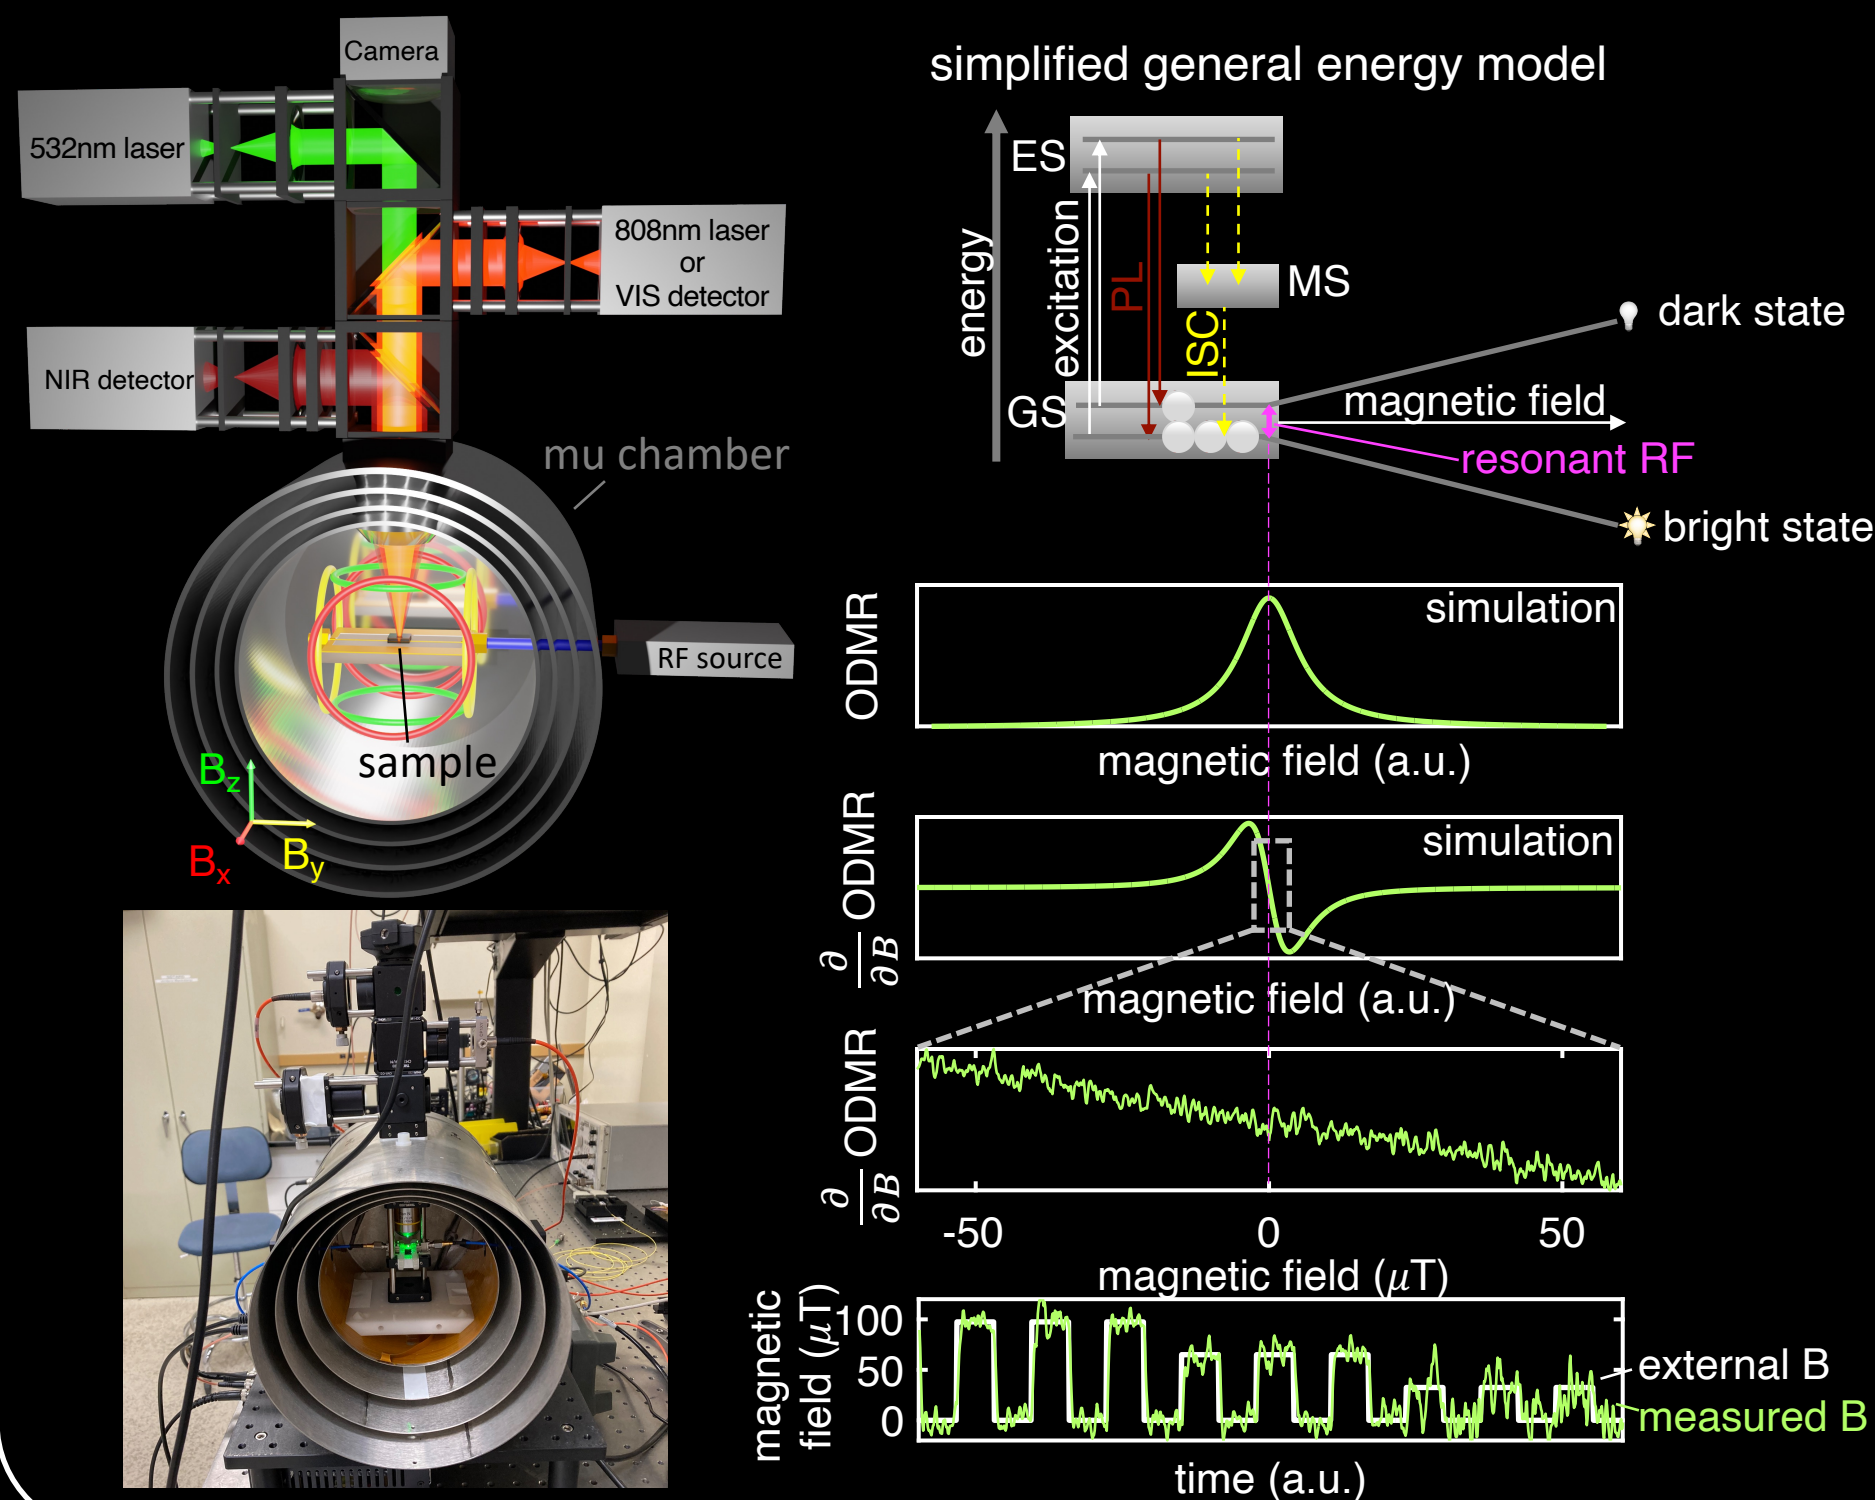 Camera
532nm laser
808nm laser
or
VIS detector
NIR detector
mu chamber
RF source
sample
Bz
By
Bx
simplified general energy model
energy
ES
excitation
PL
ISC
MS
GS
dark state
magnetic field
resonant RF
bright state
ODMR
simulation
magnetic field (a.u.)
∂/∂B ODMR
simulation
magnetic field (a.u.)
∂/∂B ODMR
-50 0 50
magnetic field (μT)
magnetic
field (μT)
100
50
0
external B
measured B
time (a.u.)